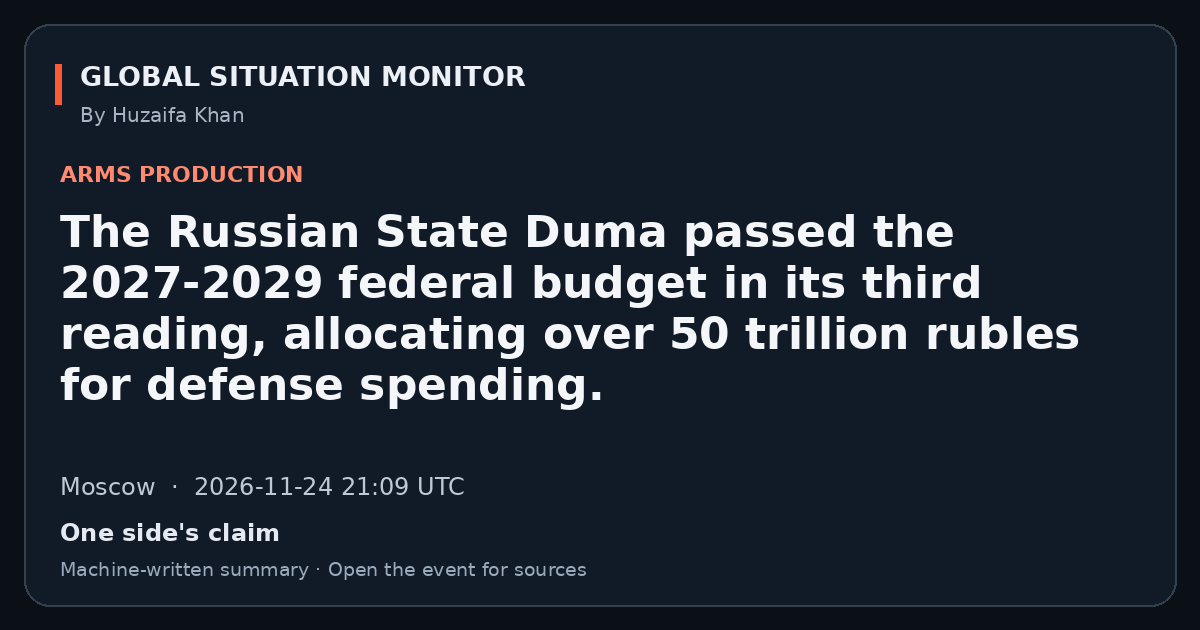 GLOBAL SITUATION MONITOR
By Huzaifa Khan
ARMS PRODUCTION
The Russian State Duma passed the
2027-2029 federal budget in its third
reading, allocating over 50 trillion rubles
for defense spending.
Moscow · 2026-11-24 21:09 UTC
One side's claim
Machine-written summary · Open the event for sources